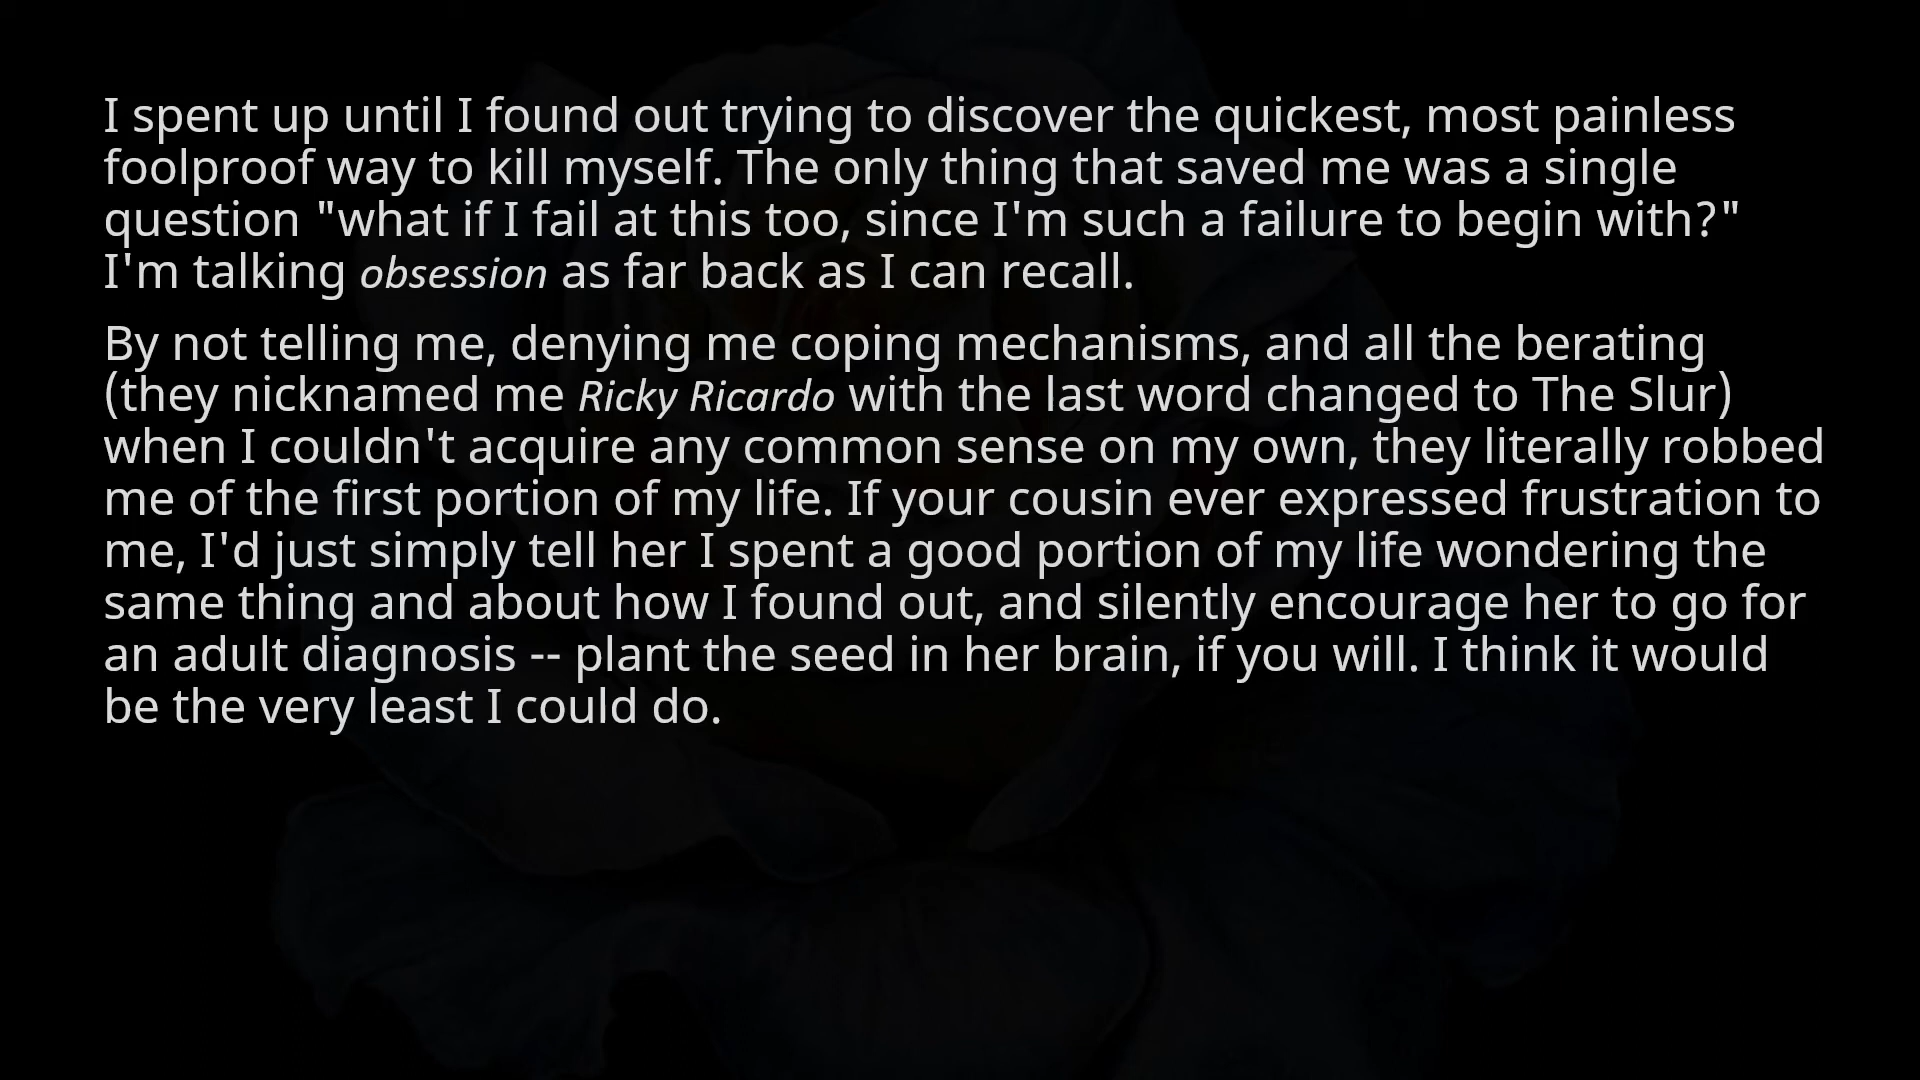 I spent up until I found out trying to discover the quickest, most painless
foolproof way to kill myself. The only thing that saved me was a single
question "what if I fail at this too, since I'm such a failure to begin with?"
I'm talking obsession as far back as I can recall.
By not telling me, denying me coping mechanisms, and all the berating
(they nicknamed me Ricky Ricardo with the last word changed to The Slur)
when I couldn't acquire any common sense on my own, they literally robbed
me of the first portion of my life. If your cousin ever expressed frustration to
me, I'd just simply tell her I spent a good portion of my life wondering the
same thing and about how I found out, and silently encourage her to go for
an adult diagnosis -- plant the seed in her brain, if you will. I think it would
be the very least I could do.